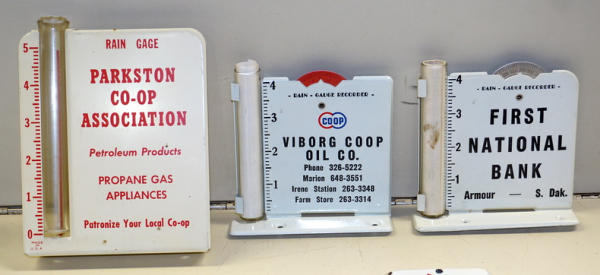 RAIN GAGE
PARKSTON
CO-OP
ASSOCIATION
Petroleum Products
PROPANE GAS
APPLIANCES
Patronize Your Local Co-op
5
4
3
2
1
0
MADE
IN
U.S.A.
- RAIN - GAUGE RECORDER -
COOP
VIBORG COOP
OIL CO.
Phone 326-5222
Marion 648-3551
Irene Station 263-3348
Farm Store 263-3314
4
3
2
1
- RAIN - GAUGE RECORDER -
FIRST
NATIONAL
BANK
Armour — S. Dak.
4
3
2
1